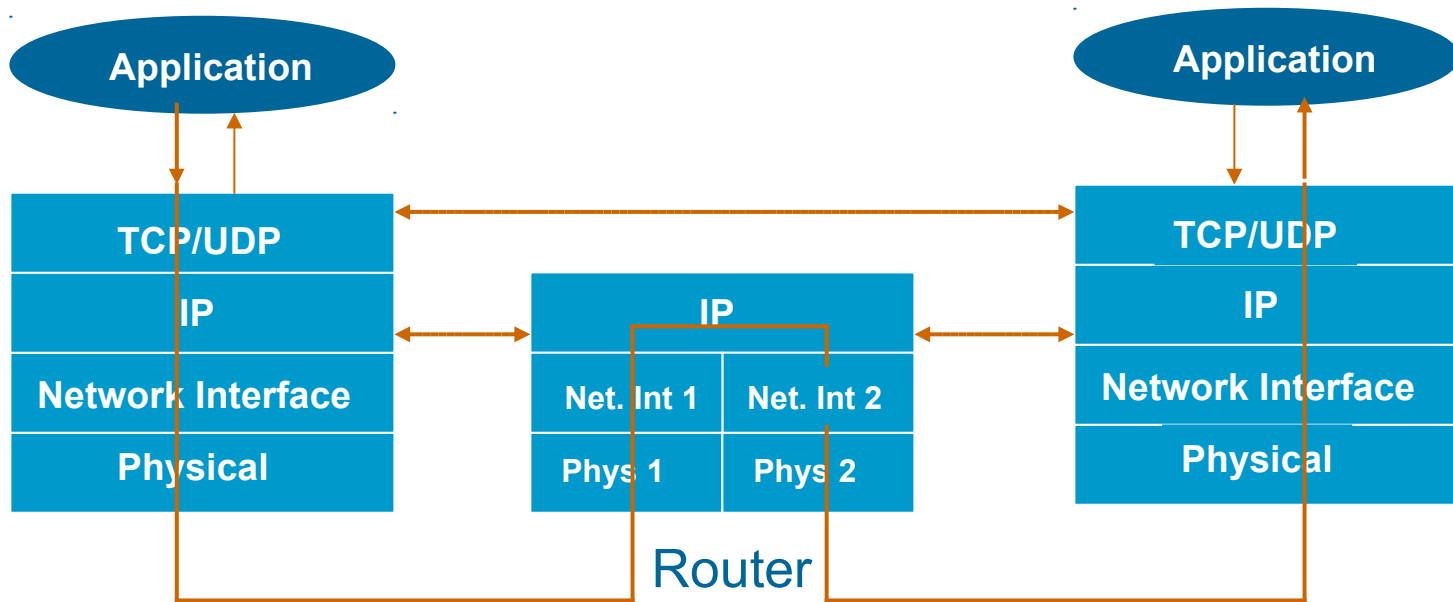 Application
Application
TCP/UDP
TCP/UDP
IP
IP
IP
Network Interface
Net. Int 1
Net. Int 2
Network Interface
Physical
Phys 1
Phys 2
Physical
Router